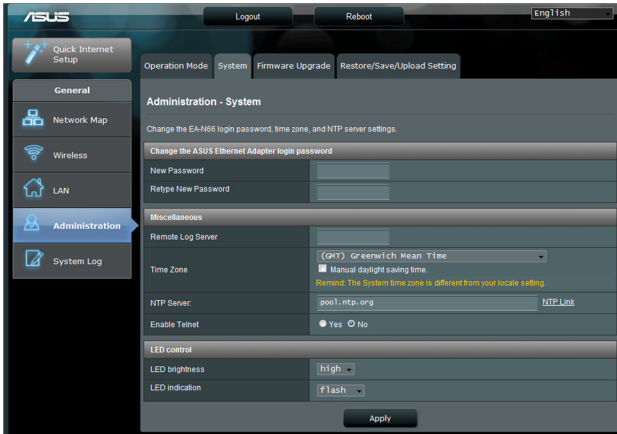 ASUS
Logout
Reboot
English
Quick Internet
Setup
General
Network Map
Wireless
LAN
Administration
System Log
Operation Mode
System
Firmware Upgrade
Restore/Save/Upload Setting
Administration - System
Change the EA-N66 login password, time zone, and NTP server settings.
Change the ASUS Ethernet Adapter login password
New Password
Retype New Password
Miscellaneous
Remote Log Server
Time Zone
(GMT) Greenwich Mean Time
Manual daylight saving time.
Remind: The System time zone is different from your locale setting.
NTP Server:
pool.ntp.org
NTP Link
Enable Telnet
Yes No
LED control
LED brightness
high
LED indication
flash
Apply